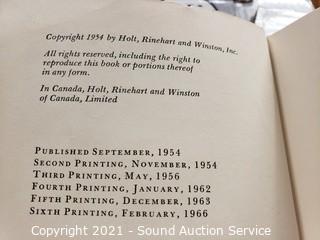 Copyright 1954 by Holt, Rinehart and Winston, Inc.
All rights reserved, including the right to
reproduce this book or portions thereof
in any form.
In Canada, Holt, Rinehart and Winston
of Canada, Limited
Published September, 1954
Second Printing, November, 1954
Third Printing, May, 1956
Fourth Printing, January, 1962
Fifth Printing, December, 1963
Sixth Printing, February, 1966
Copyright 2021 - Sound Auction Service